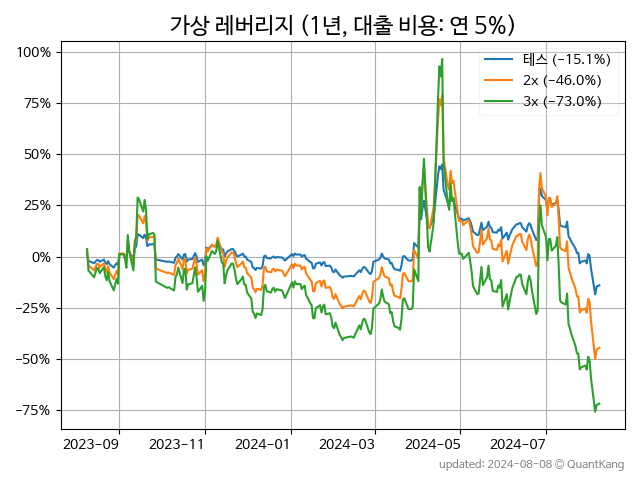 가상 레버리지 (1년, 대출 비용: 연 5%)
100%
75%
50%
25%
0%
−25%
−50%
−75%
테스 (−15.1%)
2x (−46.0%)
3x (−73.0%)
2023-09
2023-11
2024-01
2024-03
2024-05
2024-07
updated: 2024-08-08 © QuantKang